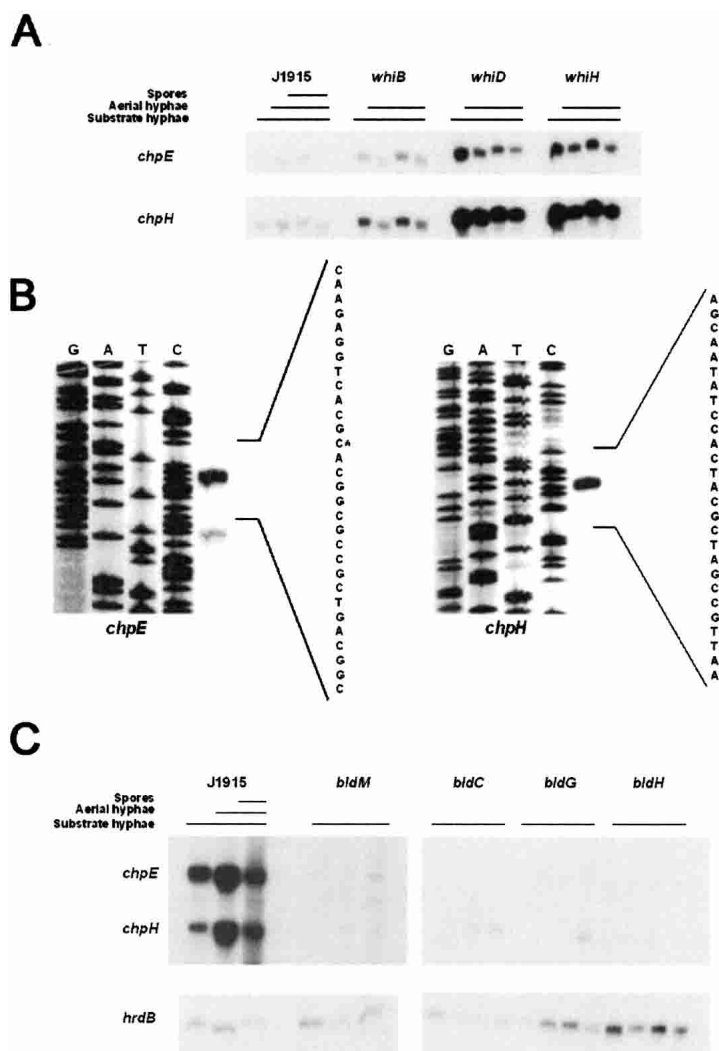 A
J1915 whiB whiD whiH
Spores
Aerial hyphae
Substrate hyphae
chpE
chpH
B
G A T C
C A A G A G G T C A C G C A A C G G C G C C G C T G A C G G C
chpE
G A T C
A G C A A T A T C C A C T A C G C T A G C C G T T A A
chpH
C
J1915 bldM bldC bldG bldH
Spores
Aerial hyphae
Substrate hyphae
chpE
chpH
hrdB